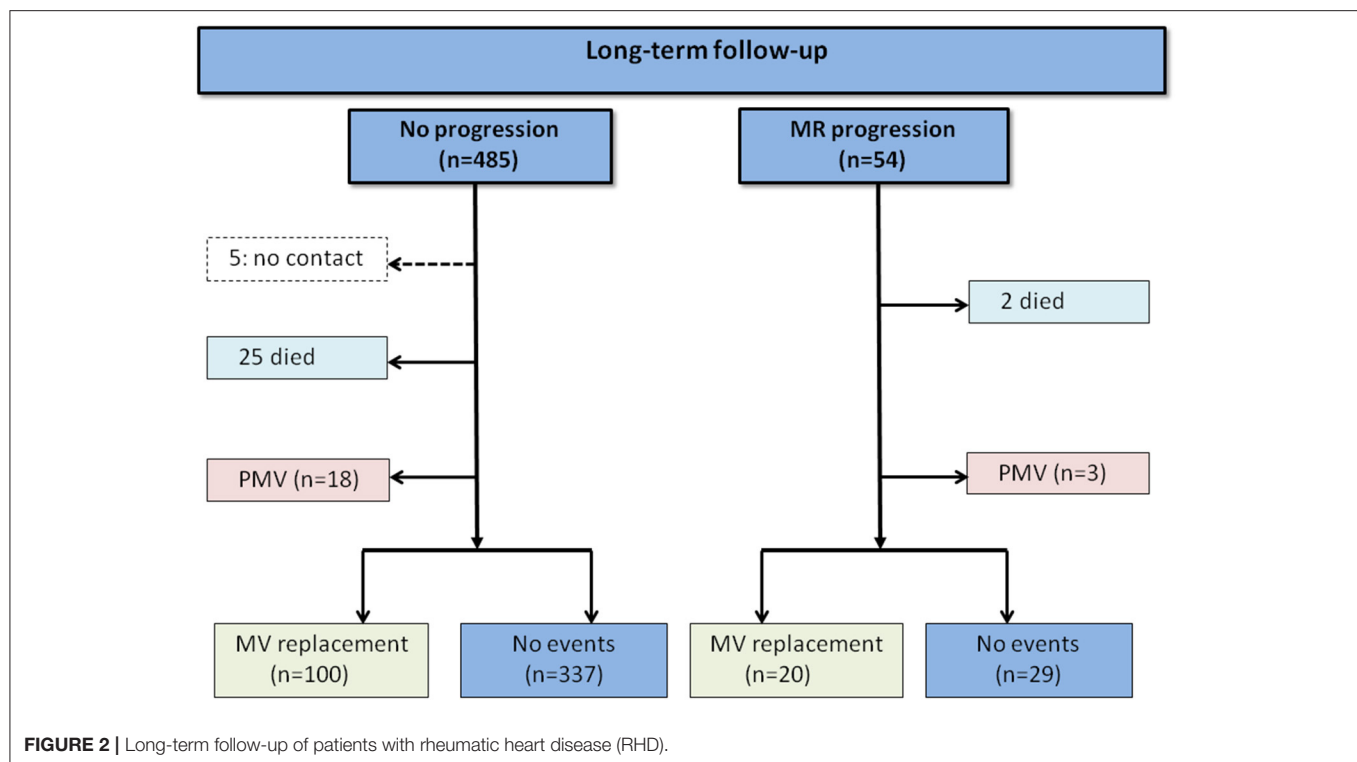 Long-term follow-up
No progression
(n=485)
MR progression
(n=54)
5: no contact
2 died
25 died
PMV (n=18)
PMV (n=3)
MV replacement
(n=100)
No events
(n=337)
MV replacement
(n=20)
No events
(n=29)
FIGURE 2 | Long-term follow-up of patients with rheumatic heart disease (RHD).